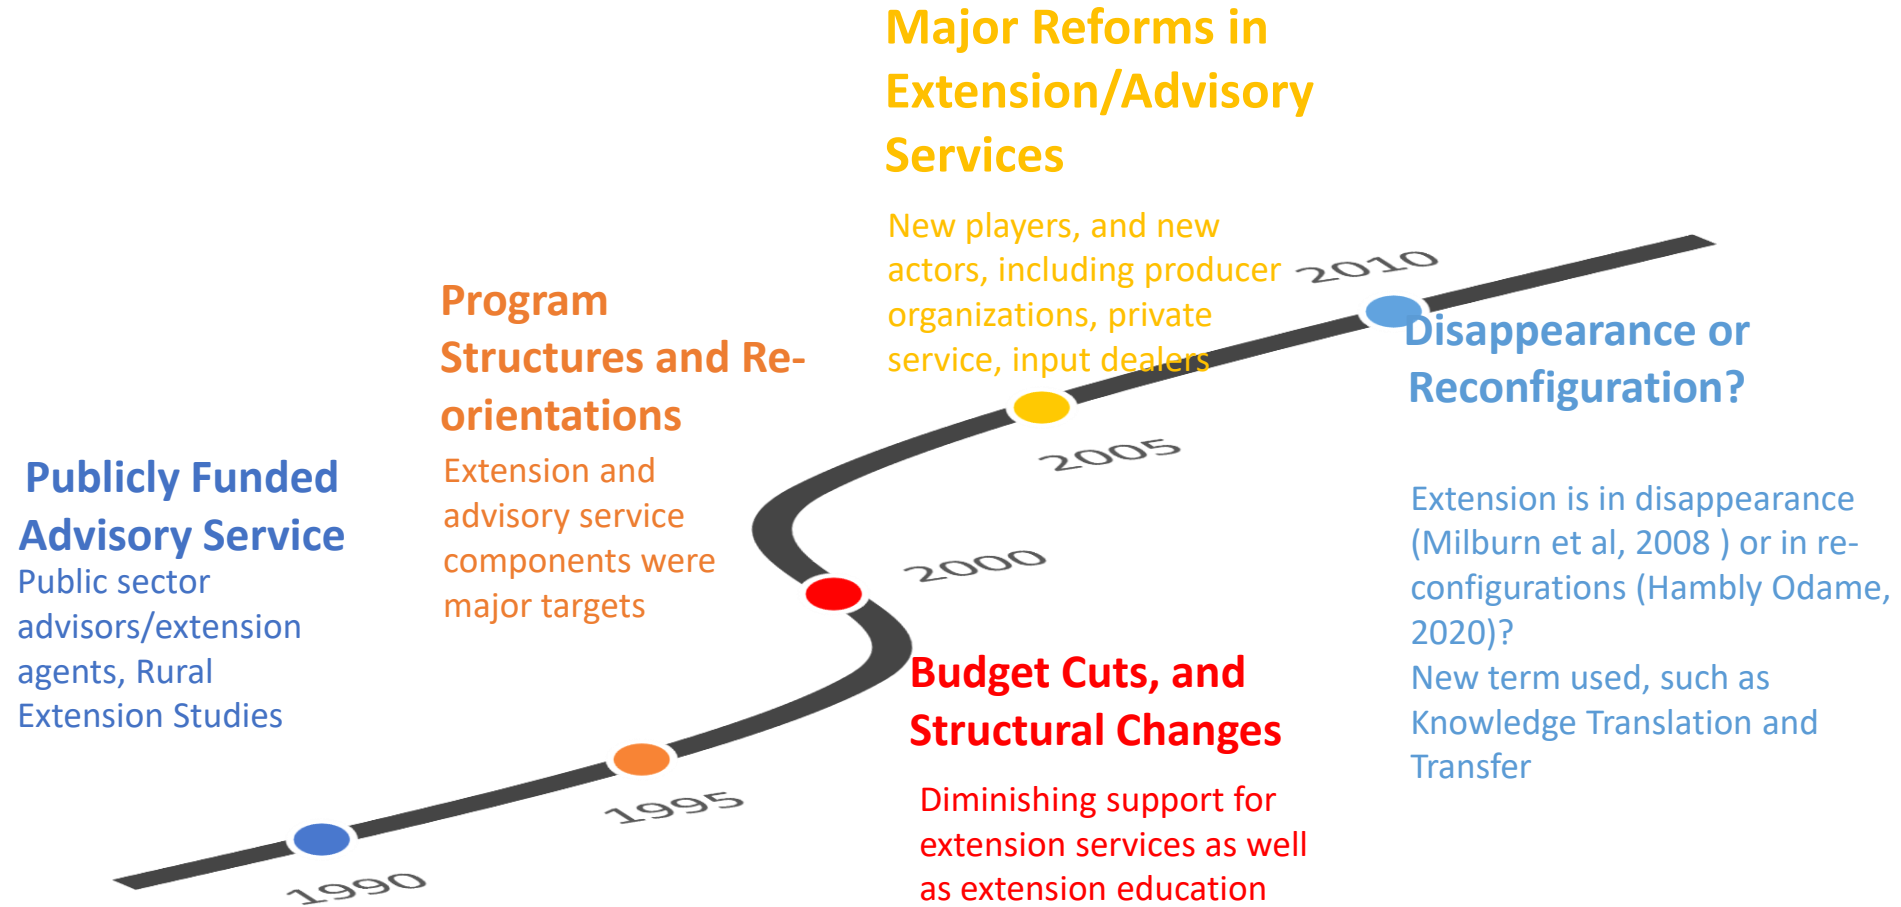 Publicly Funded
Advisory Service
Public sector
advisors/extension
agents, Rural
Extension Studies
1990
Program
Structures and Re-
orientations
Extension and
advisory service
components were
major targets
1995
Budget Cuts, and
Structural Changes
Diminishing support for
extension services as well
as extension education
2000
Major Reforms in
Extension/Advisory
Services
New players, and new
actors, including producer
organizations, private
service, input dealers
2005
2010
Disappearance or
Reconfiguration?
Extension is in disappearance
(Milburn et al, 2008 ) or in re-
configurations (Hambly Odame,
2020)?
New term used, such as
Knowledge Translation and
Transfer